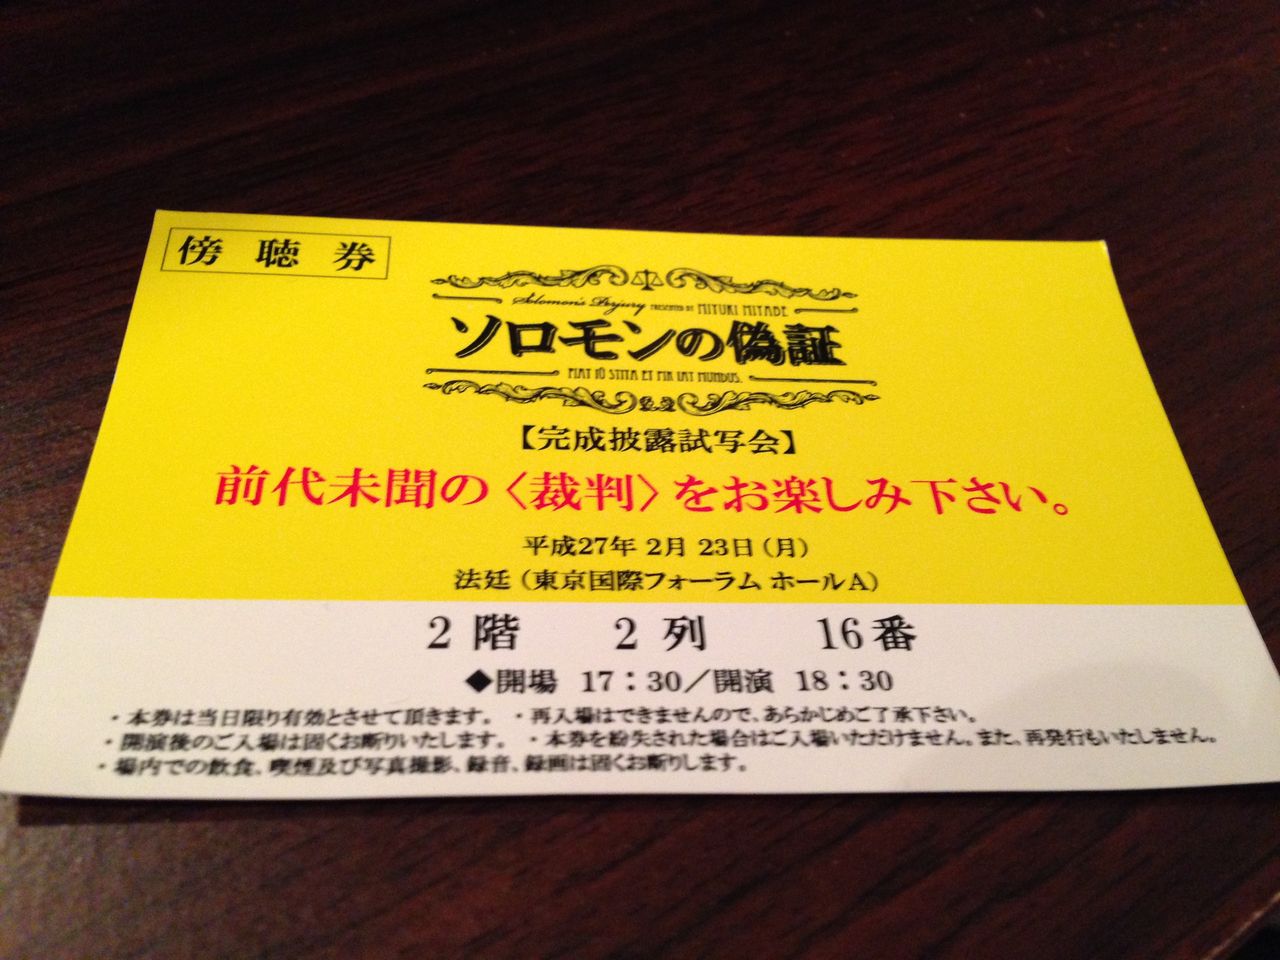 傍聴券
Solomon's Perjury PRESENTED BY MIYUKI MIYABE
ソロモンの偽証
FIAT JUSTITIA ET PEREAT MUNDUS.
【完成披露試写会】
前代未聞の〈裁判〉をお楽しみ下さい。
平成27年 2月 23日(月)
法廷(東京国際フォーラム ホールA)
2 階 2 列 16番
◆開場 17:30/開演 18:30
・本券は当日限り有効とさせて頂きます。 ・再入場はできませんので、あらかじめご了承下さい。
・開演後のご入場は固くお断りいたします。 ・本券を紛失された場合はご入場いただけません。また、再発行もいたしません。
・場内での飲食、喫煙及び写真撮影、録音、録画は固くお断りします。